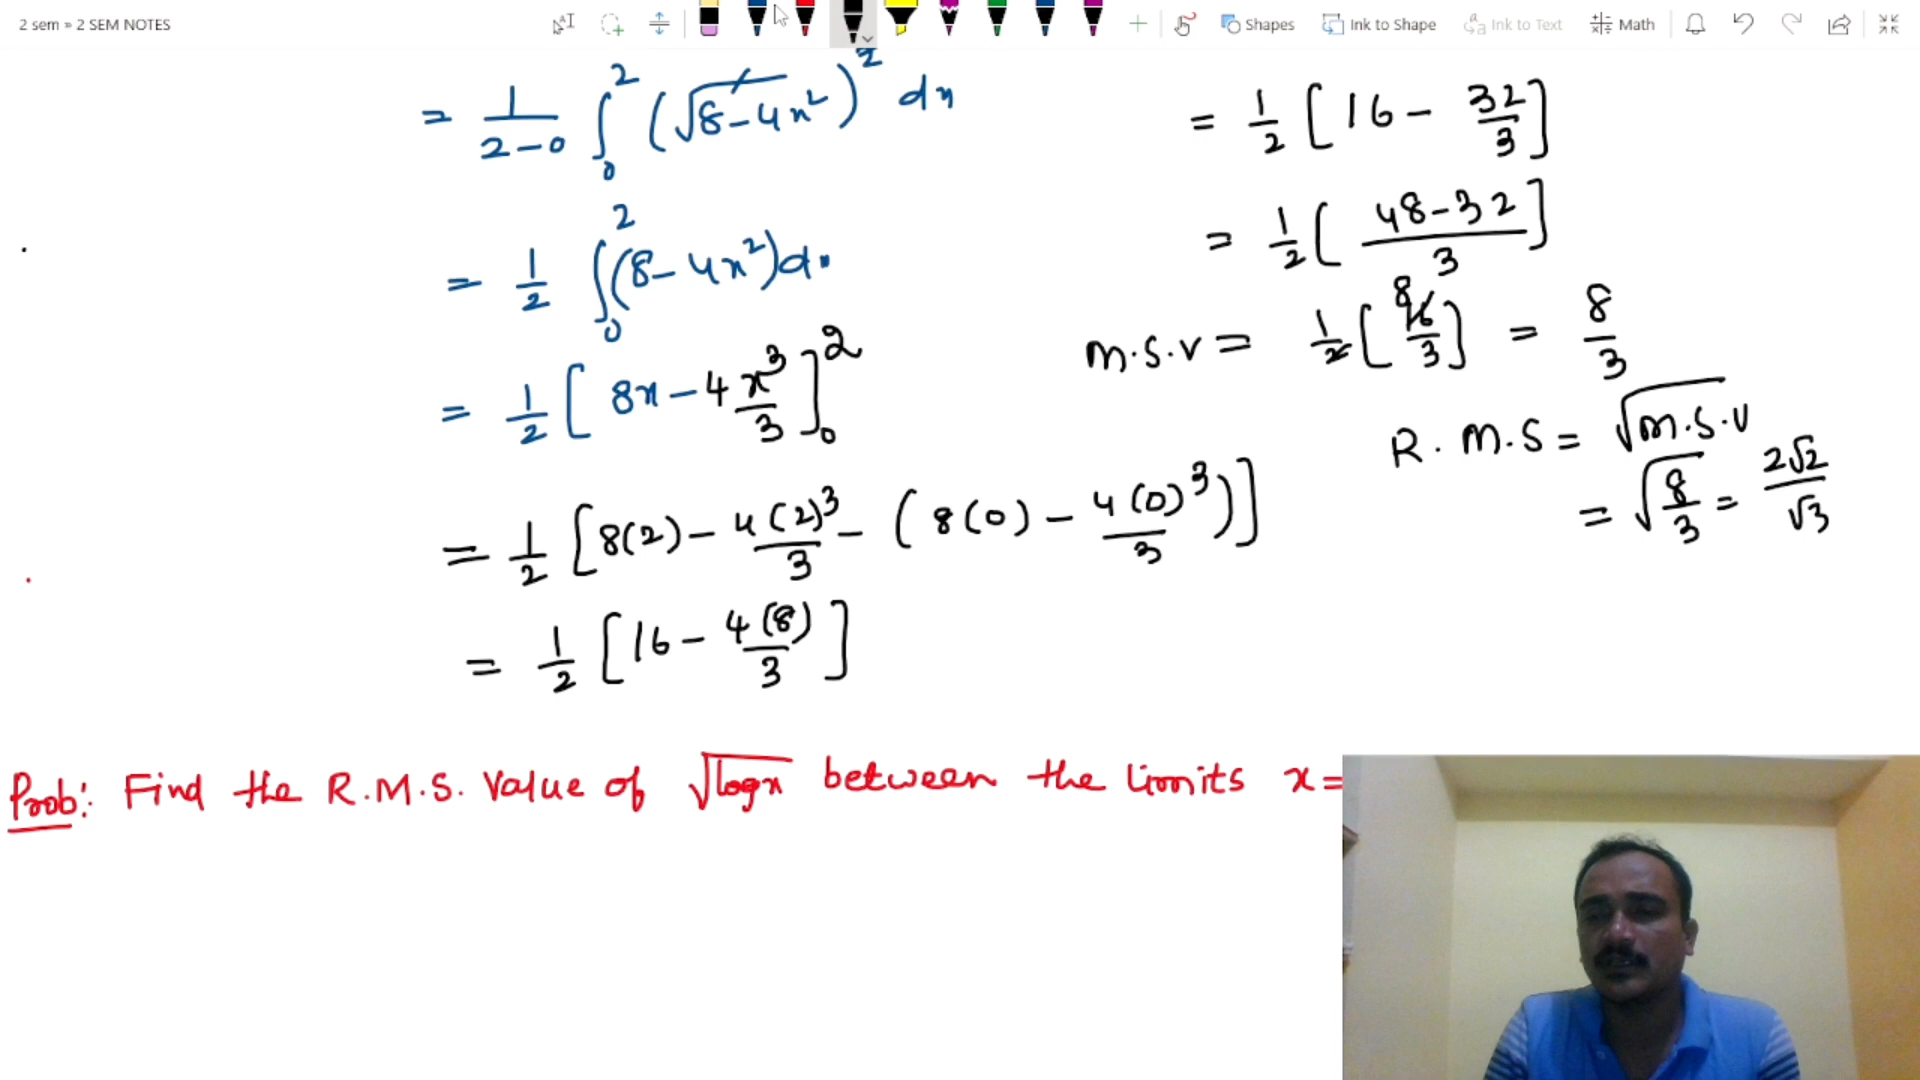 2 sem » 2 SEM NOTES
Shapes Ink to Shape Ink to Text Math
= 1/(2-0) ∫₀² (√(8-4x²))² dx
= 1/2 ∫₀² (8-4x²)dx
= 1/2 [8x - 4 x³/3]₀²
= 1/2 [8(2) - 4(2)³/3 - (8(0) - 4(0)³/3)]
= 1/2 [16 - 4(8)/3]
= 1/2 [16 - 32/3]
= 1/2 [(48-32)/3]
m.s.v = 1/2 [16/3] 8 = 8/3
R.M.S = √m.s.v
= √(8/3) = 2√2/√3
Prob: Find the R.M.S. Value of √logx between the limits x=